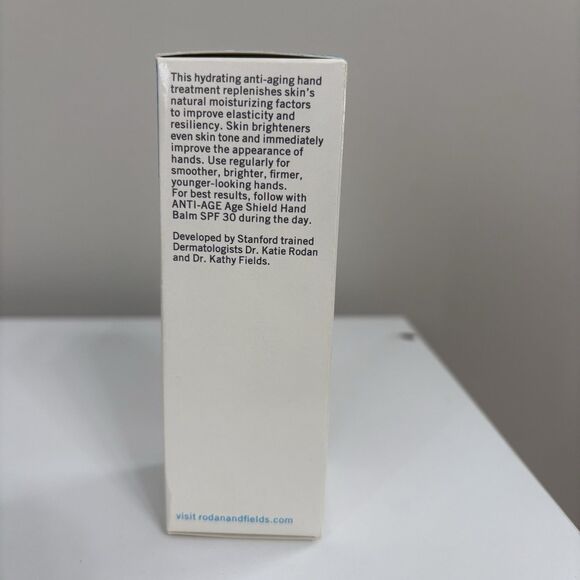 This hydrating anti-aging hand
treatment replenishes skin's
natural moisturizing factors
to improve elasticity and
resiliency. Skin brighteners
even skin tone and immediately
improve the appearance of
hands. Use regularly for
smoother, brighter, firmer,
younger-looking hands.
For best results, follow with
ANTI-AGE Age Shield Hand
Balm SPF 30 during the day.
Developed by Stanford trained
Dermatologists Dr. Katie Rodan
and Dr. Kathy Fields.
visit rodanandfields.com